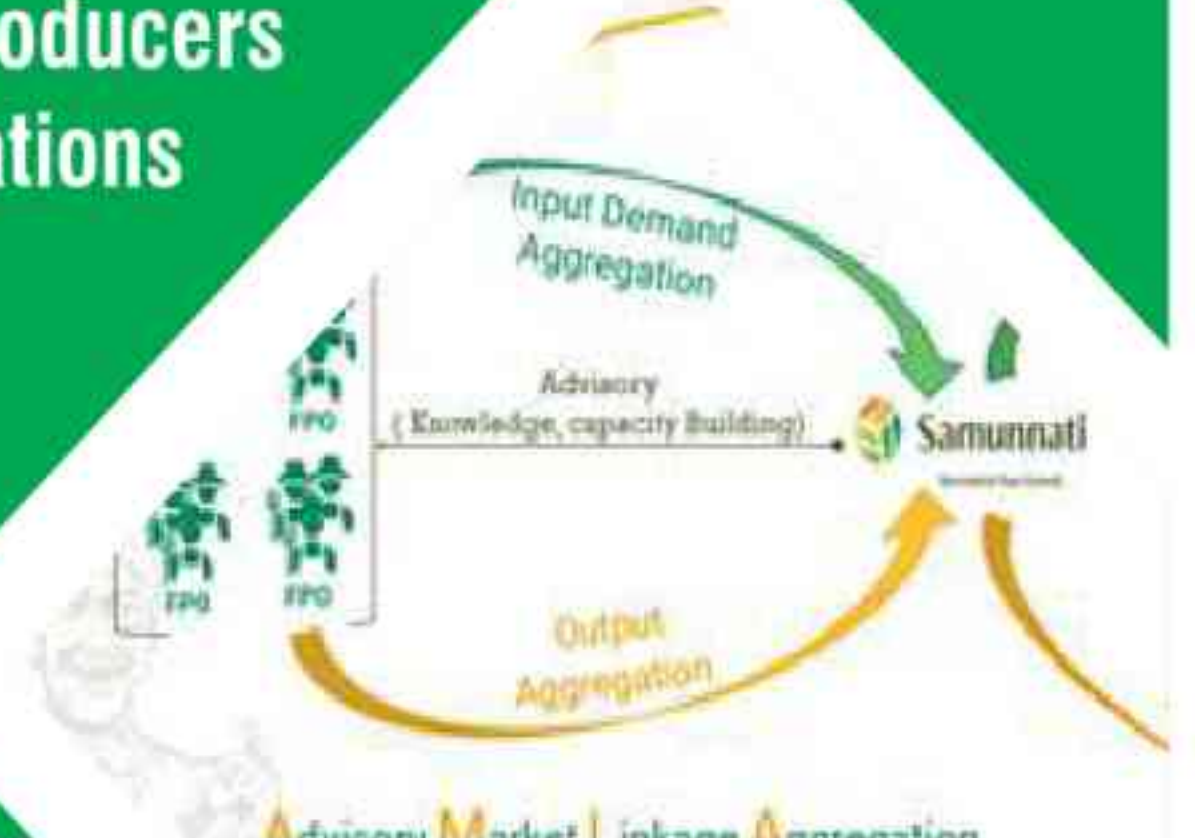 oducers
ations
Input Demand
Aggregation
FPO
Advisory
( Knowledge, capacity Building)
Samunnati
FPO
FPO
Output
Aggregation
Advisory Market Linkage Aggregation